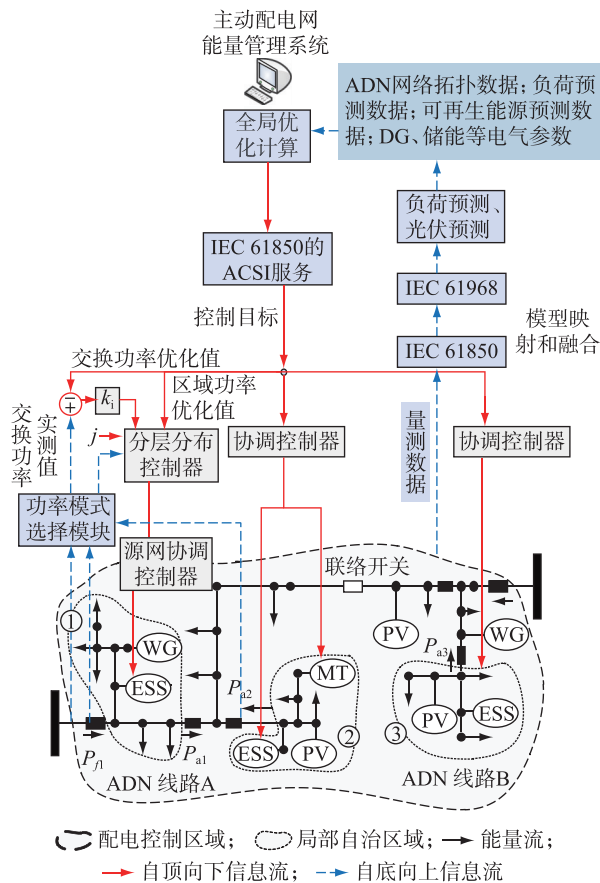 主动配电网
能量管理系统
ADN网络拓扑数据；负荷预
测数据；可再生能源预测数
据；DG、储能等电气参数
全局优
化计算
负荷预测、
光伏预测
IEC 61850的
ACSI服务
IEC 61968
控制目标
模型映
射和融合
IEC 61850
交换功率优化值
区域功率
优化值
−
+
ki
交换功率
实测值
j
分层分布
控制器
协调控制器
量测数据
协调控制器
功率模式
选择模块
源网协调
控制器
联络开关
①
WG
ESS
PV
WG
Pa3
Pa2
MT
PV
ESS
③
②
ESS
PV
Pf1
Pa1
ADN 线路A
ADN 线路B
配电控制区域；
局部自治区域；
能量流；
自顶向下信息流；
自底向上信息流